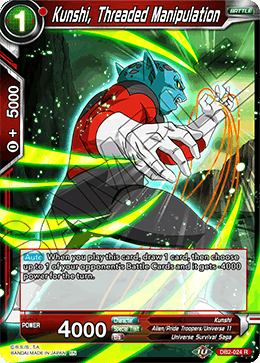 1 Kunshi, Threaded Manipulation BATTLE
+ 5000
Auto When you play this card, draw 1 card, then choose
up to 1 of your opponent's Battle Cards and it gets -4000
power for the turn.
Character Kunshi
Special Trait Alien/Pride Troopers/Universe 11
Era Universe Survival Saga
POWER 4000
BANDAI MADE IN JAPAN
DB2-024 R